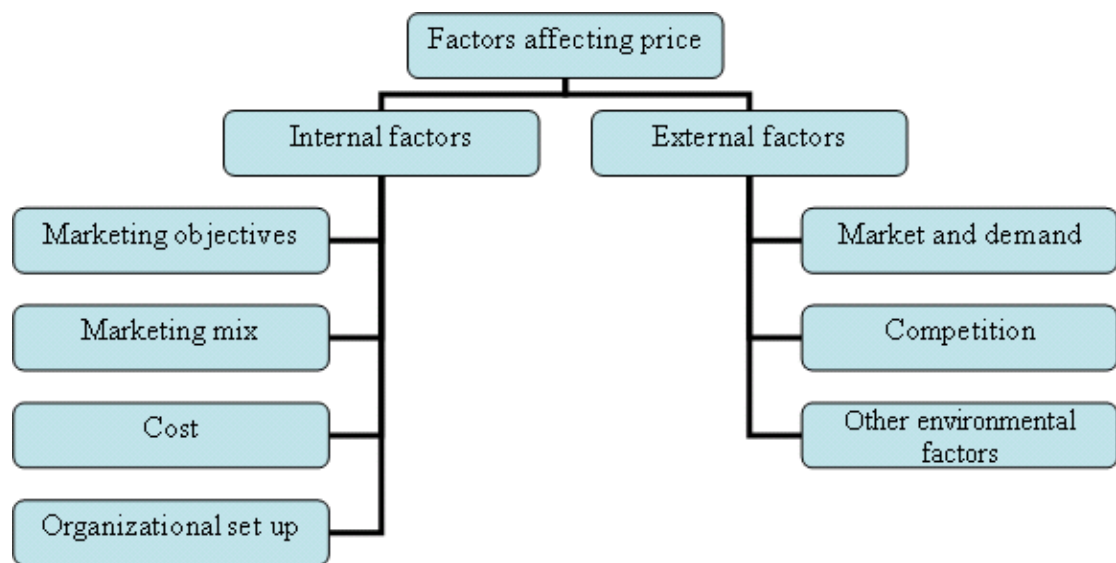 Factors affecting price
Internal factors
External factors
Marketing objectives
Market and demand
Marketing mix
Competition
Cost
Other environmental
factors
Organizational set up